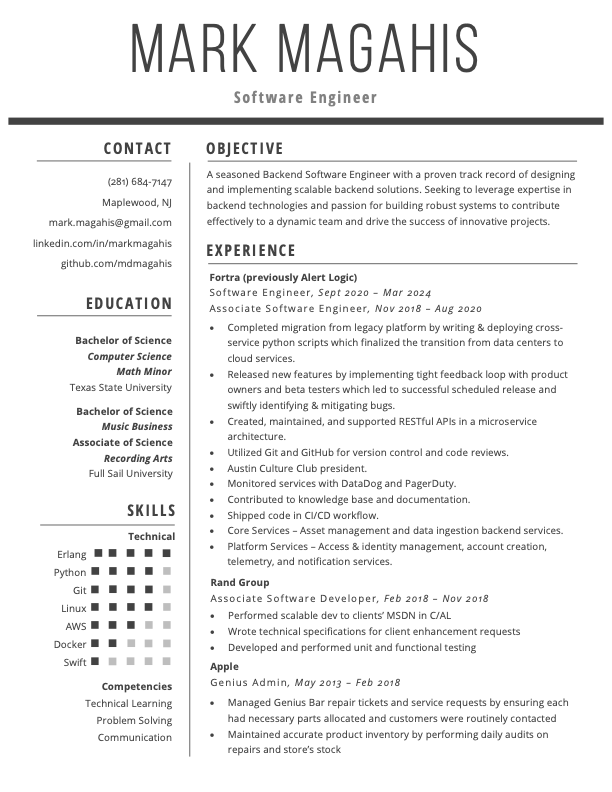 MARK MAGAHIS
Software Engineer
CONTACT
(281) 684-7147
Maplewood, NJ
mark.magahis@gmail.com
linkedin.com/in/markmagahis
github.com/mdmagahis
EDUCATION
Bachelor of Science
Computer Science
Math Minor
Texas State University
Bachelor of Science
Music Business
Associate of Science
Recording Arts
Full Sail University
SKILLS
Technical
Erlang
Python
Git
Linux
AWS
Docker
Swift
Competencies
Technical Learning
Problem Solving
Communication
OBJECTIVE
A seasoned Backend Software Engineer with a proven track record of designing
and implementing scalable backend solutions. Seeking to leverage expertise in
backend technologies and passion for building robust systems to contribute
effectively to a dynamic team and drive the success of innovative projects.
EXPERIENCE
Fortra (previously Alert Logic)
Software Engineer, Sept 2020 – Mar 2024
Associate Software Engineer, Nov 2018 – Aug 2020
• Completed migration from legacy platform by writing & deploying cross-
service python scripts which finalized the transition from data centers to
cloud services.
• Released new features by implementing tight feedback loop with product
owners and beta testers which led to successful scheduled release and
swiftly identifying & mitigating bugs.
• Created, maintained, and supported RESTful APIs in a microservice
architecture.
• Utilized Git and GitHub for version control and code reviews.
• Austin Culture Club president.
• Monitored services with DataDog and PagerDuty.
• Contributed to knowledge base and documentation.
• Shipped code in CI/CD workflow.
• Core Services – Asset management and data ingestion backend services.
• Platform Services – Access & identity management, account creation,
telemetry, and notification services.
Rand Group
Associate Software Developer, Feb 2018 – Nov 2018
• Performed scalable dev to clients’ MSDN in C/AL
• Wrote technical specifications for client enhancement requests
• Developed and performed unit and functional testing
Apple
Genius Admin, May 2013 – Feb 2018
• Managed Genius Bar repair tickets and service requests by ensuring each
had necessary parts allocated and customers were routinely contacted
• Maintained accurate product inventory by performing daily audits on
repairs and store’s stock